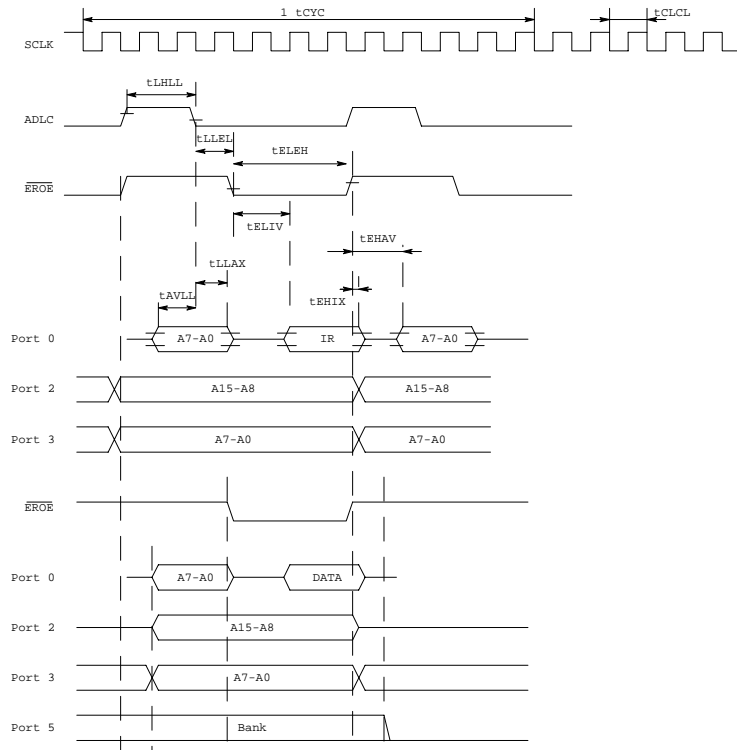 1 tCYC
tCLCL
SCLK
tLHLL
ADLC
tLLEL
tELEH
EROE
tELIV
tEHAV
tLLAX
tAVLL
tEHIX
Port 0 A7-A0 IR A7-A0
Port 2 A15-A8 A15-A8
Port 3 A7-A0 A7-A0
EROE
Port 0 A7-A0 DATA
Port 2 A15-A8
Port 3 A7-A0
Port 5 Bank